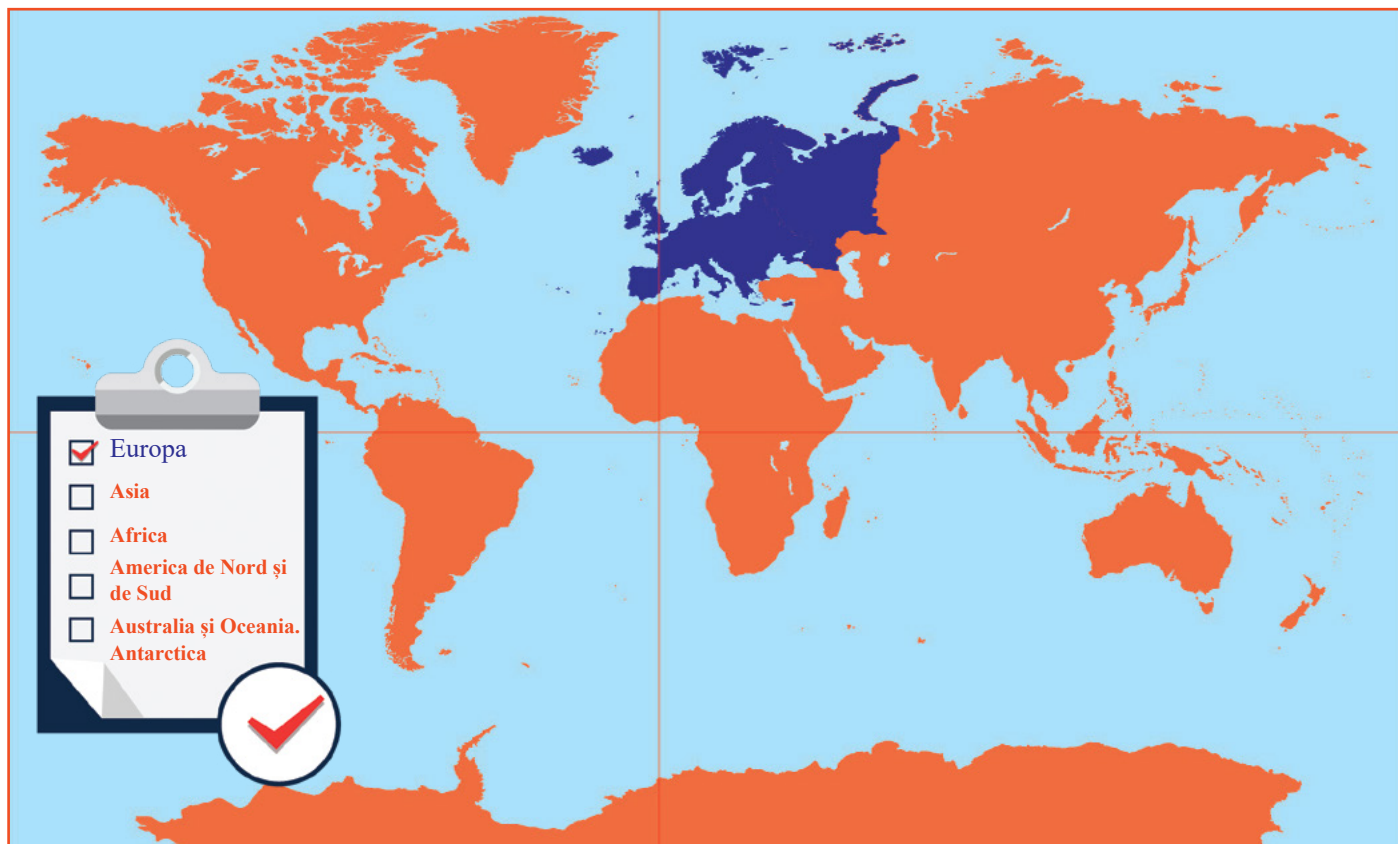 Europa
Asia
Africa
America de Nord și
de Sud
Australia și Oceania.
Antarctica